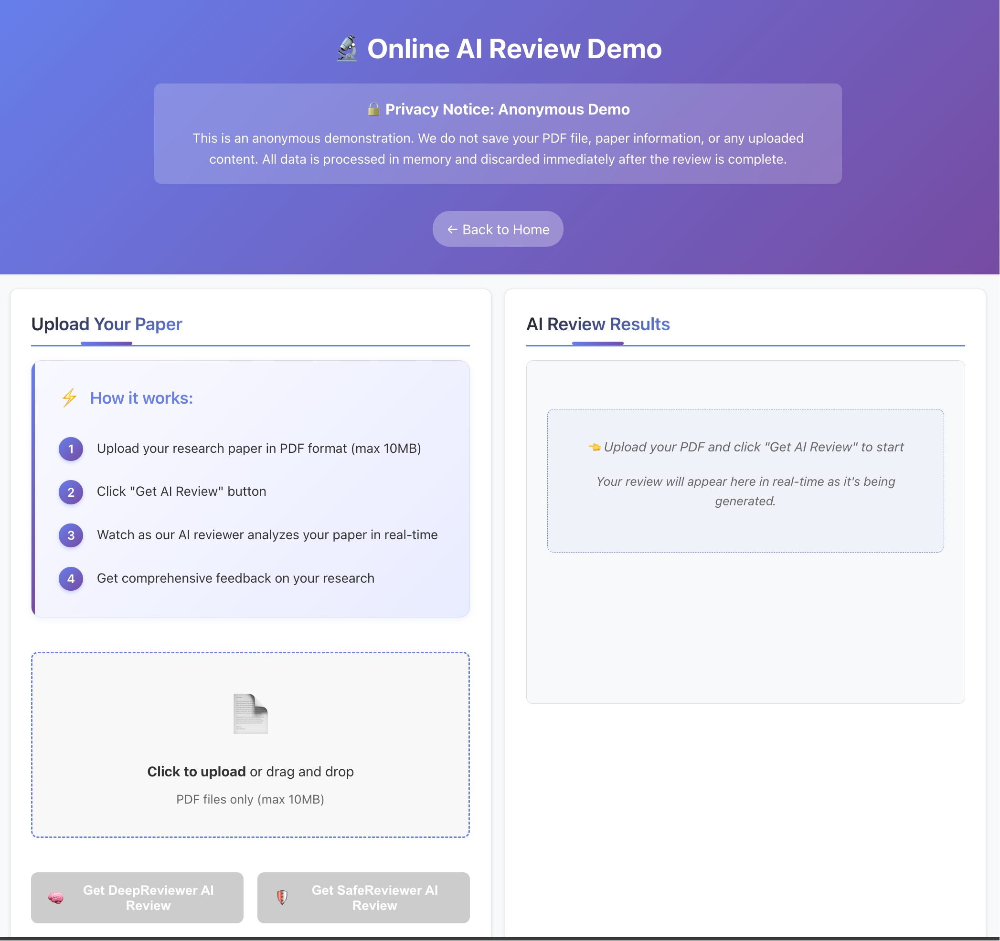 Online AI Review Demo
Privacy Notice: Anonymous Demo
This is an anonymous demonstration. We do not save your PDF file, paper information, or any uploaded
content. All data is processed in memory and discarded immediately after the review is complete.
← Back to Home
Upload Your Paper
How it works:
1 Upload your research paper in PDF format (max 10MB)
2 Click "Get AI Review" button
3 Watch as our AI reviewer analyzes your paper in real-time
4 Get comprehensive feedback on your research
Click to upload or drag and drop
PDF files only (max 10MB)
Get DeepReviewer AI
Review
Get SafeReviewer AI
Review
AI Review Results
Upload your PDF and click "Get AI Review" to start
Your review will appear here in real-time as it's being
generated.